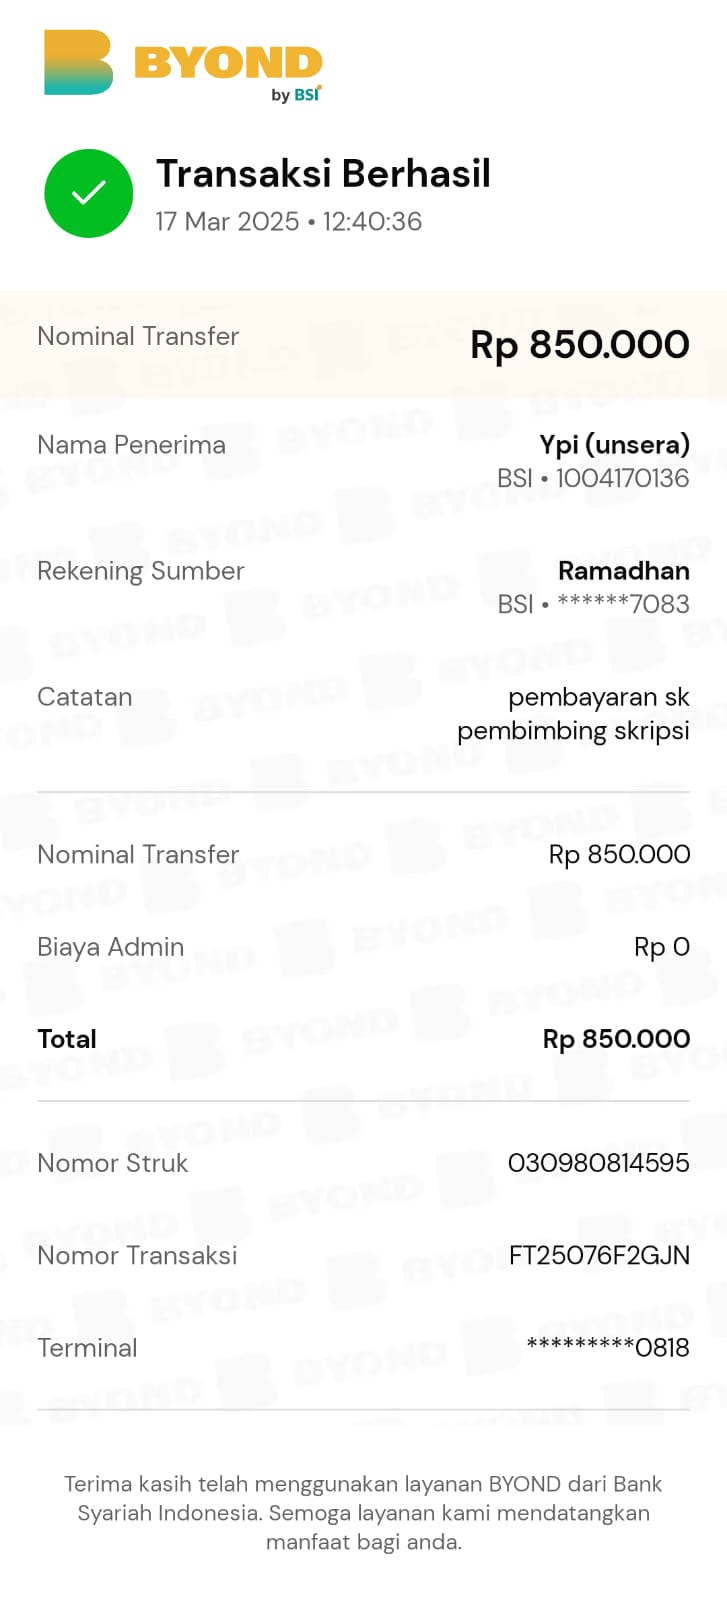 BYOND
by BSI
Transaksi Berhasil
17 Mar 2025 • 12:40:36
Nominal Transfer
Rp 850.000
Nama Penerima
Ypi (unsera)
BSI • 1004170136
Rekening Sumber
Ramadhan
BSI • ******7083
Catatan
pembayaran sk
pembimbing skripsi
Nominal Transfer
Rp 850.000
Biaya Admin
Rp 0
Total
Rp 850.000
Nomor Struk
030980814595
Nomor Transaksi
FT25076F2GJN
Terminal
*********0818
Terima kasih telah menggunakan layanan BYOND dari Bank
Syariah Indonesia. Semoga layanan kami mendatangkan
manfaat bagi anda.